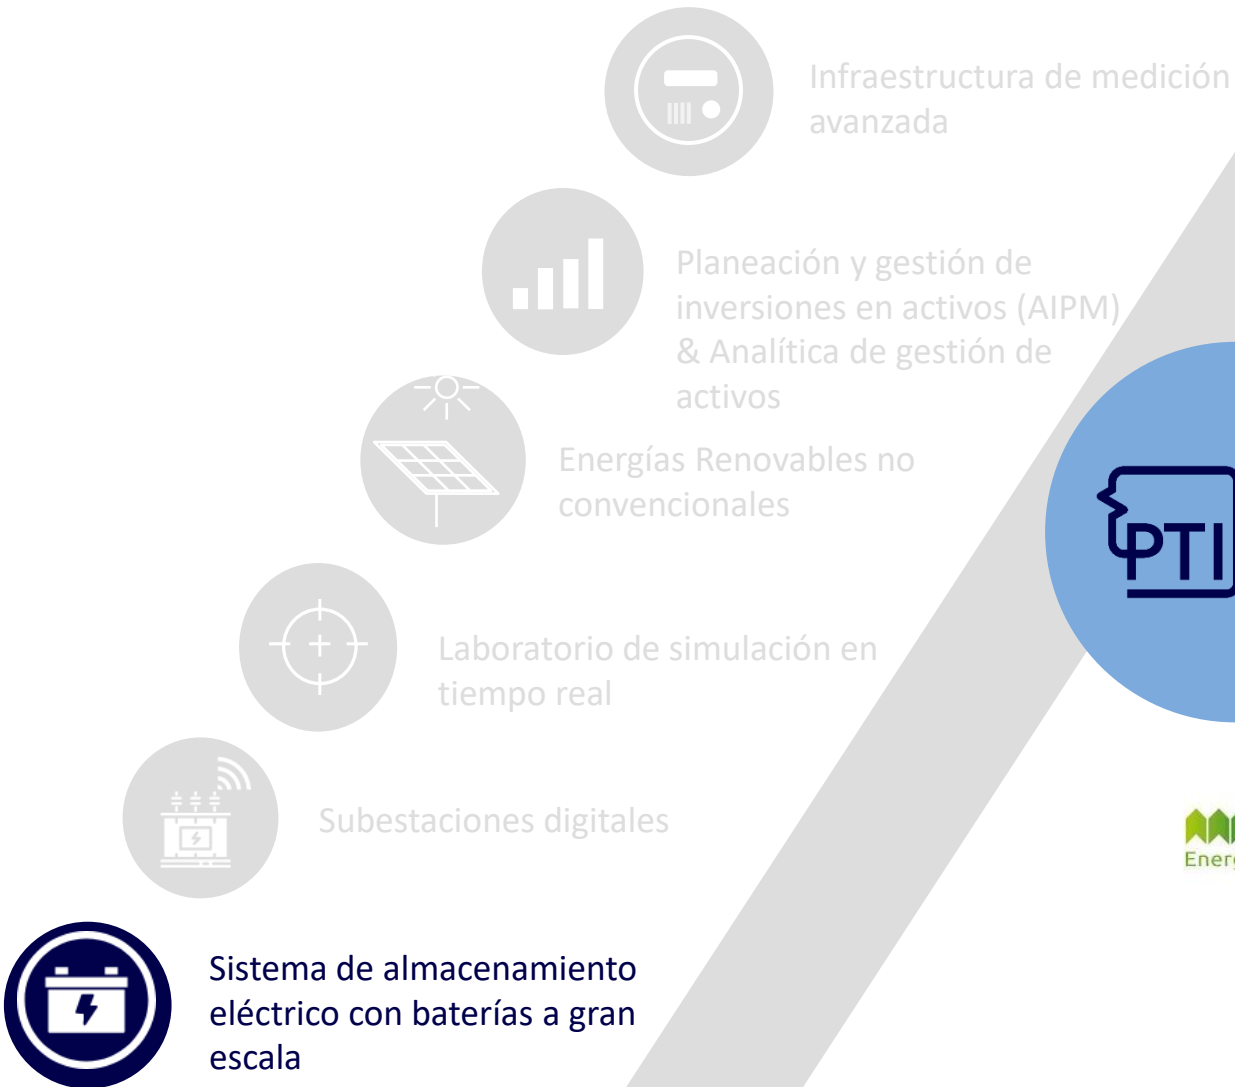 Infraestructura de medición
avanzada
Planeación y gestión de
inversiones en activos (AIPM)
& Analítica de gestión de
activos
Energías Renovables no
convencionales
PTI
Laboratorio de simulación en
tiempo real
Subestaciones digitales
Sistema de almacenamiento
eléctrico con baterías a gran
escala